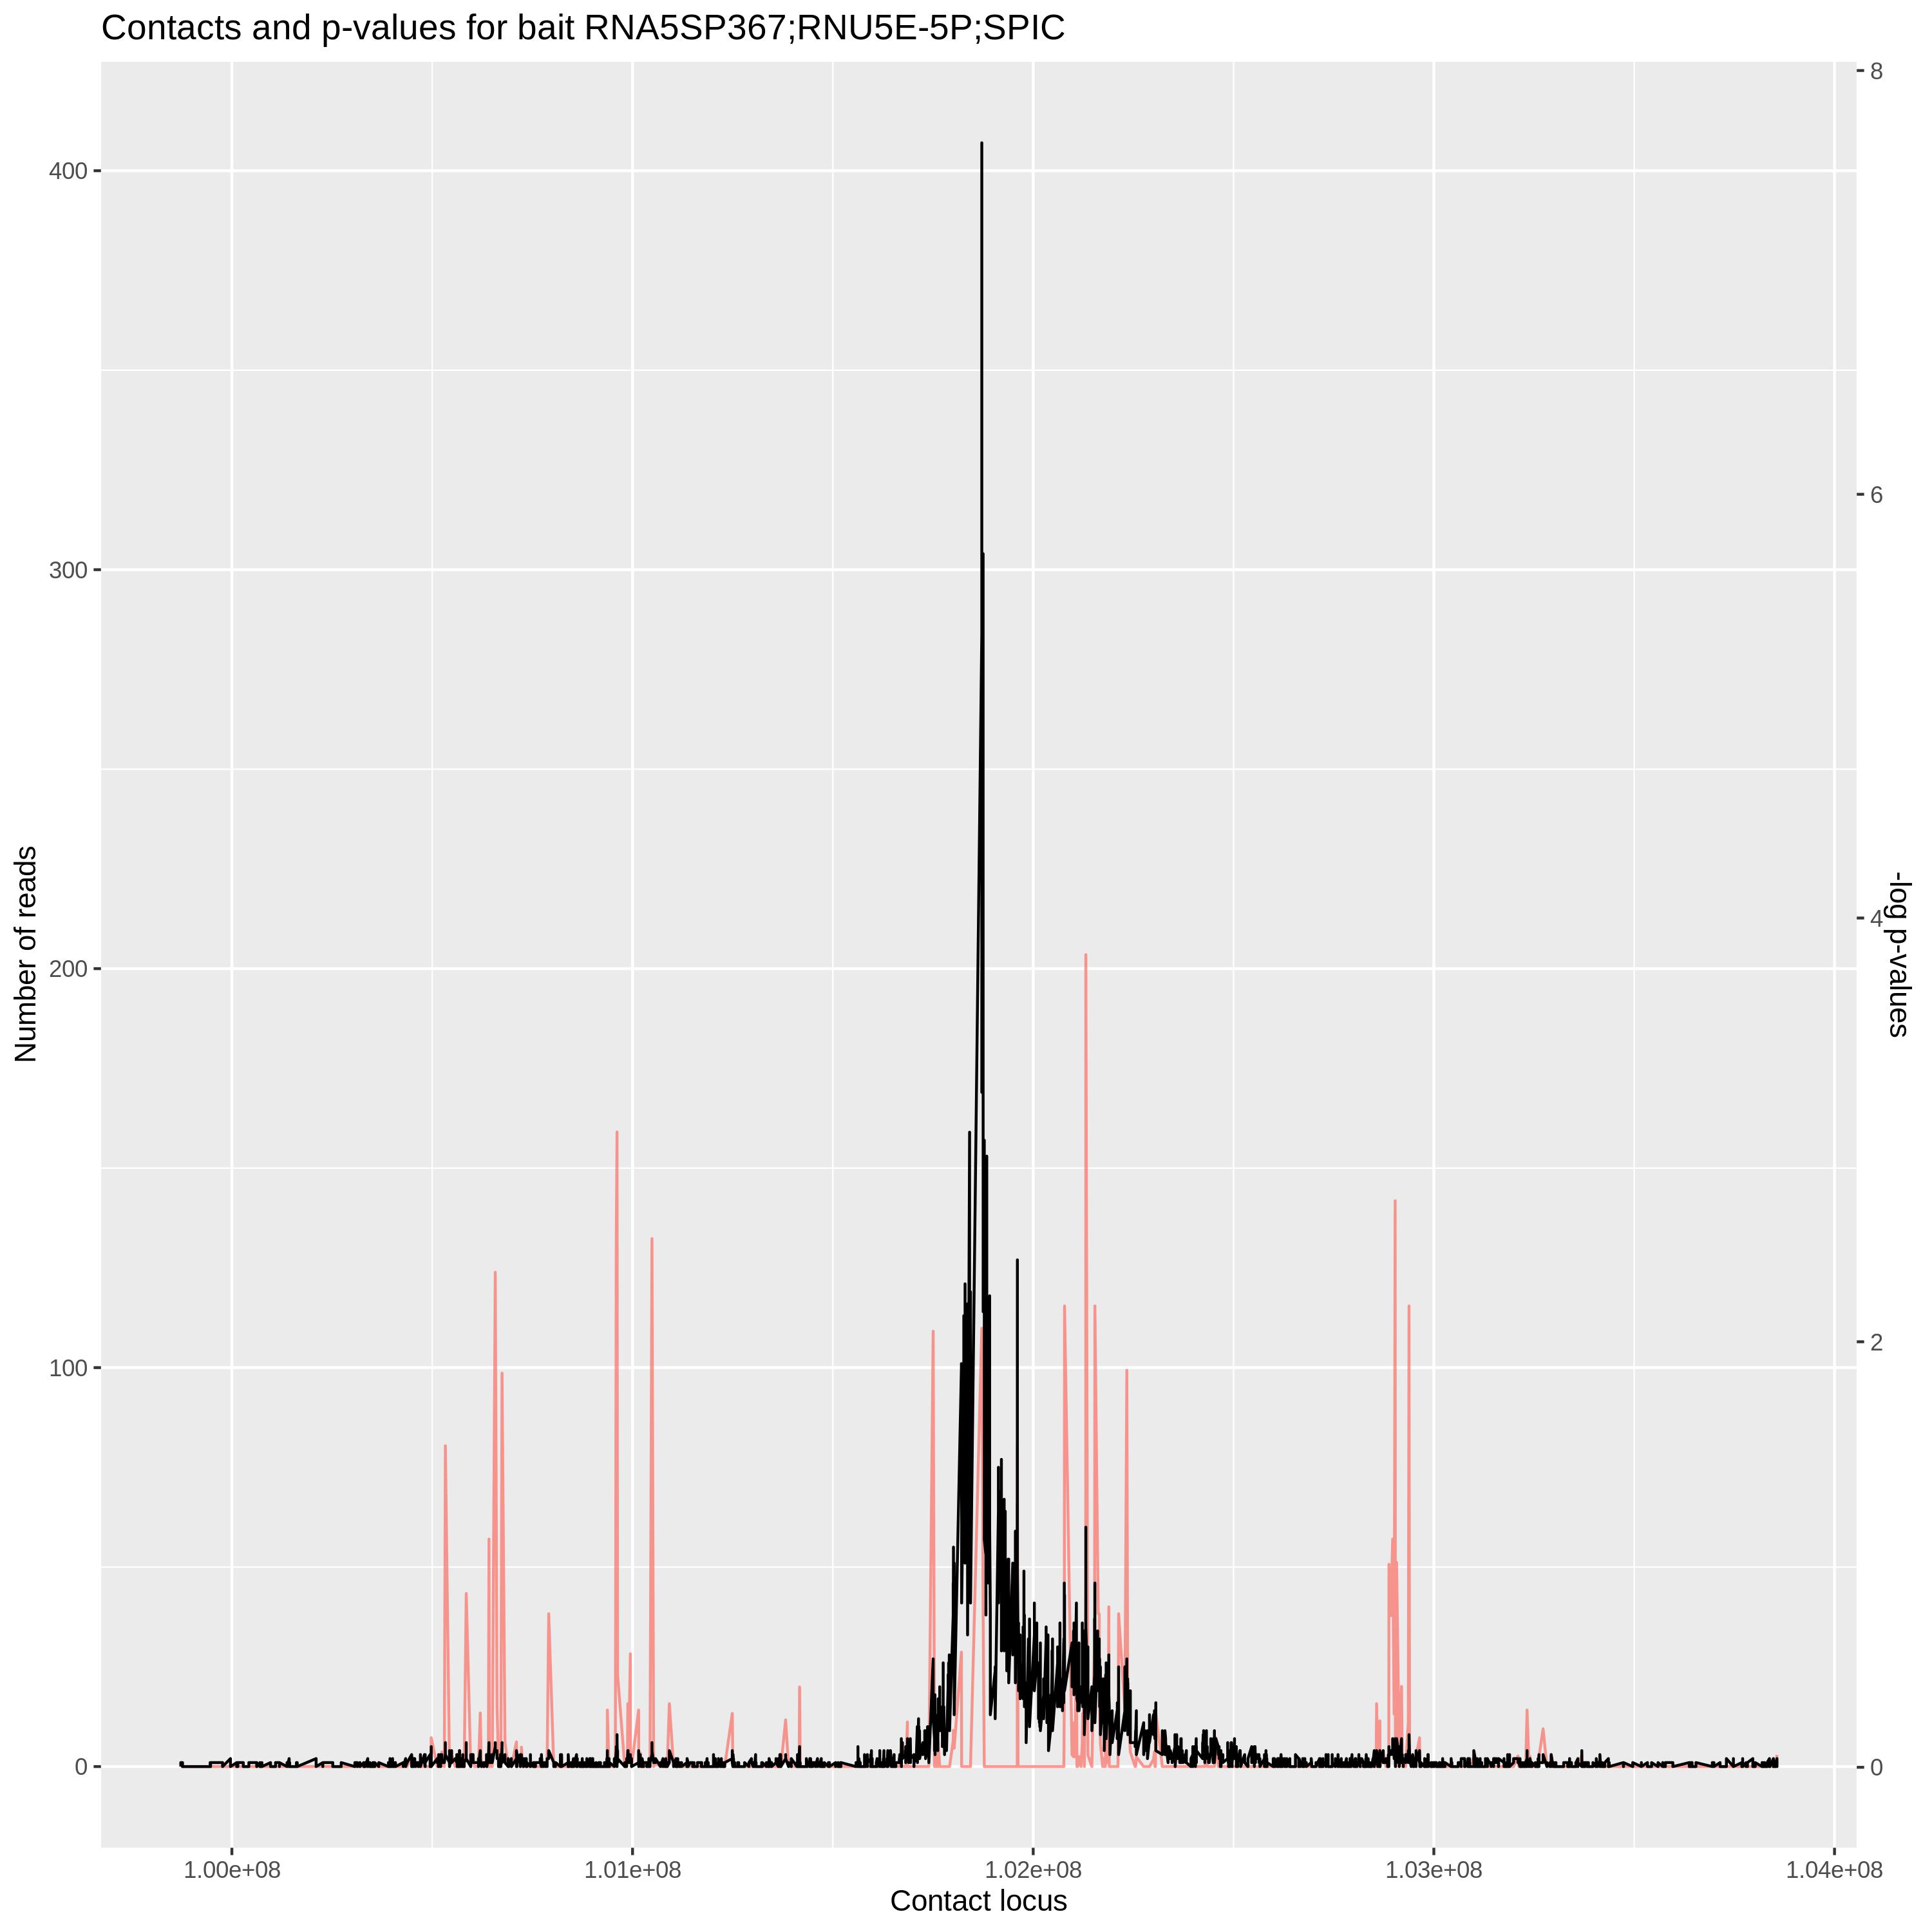 Contacts and p-values for bait RNA5SP367;RNU5E-5P;SPIC
8
400
6
300
Number of reads
-log p-values
4
200
2
100
0
0
1.00e+08 1.01e+08 1.02e+08 1.03e+08 1.04e+08
Contact locus